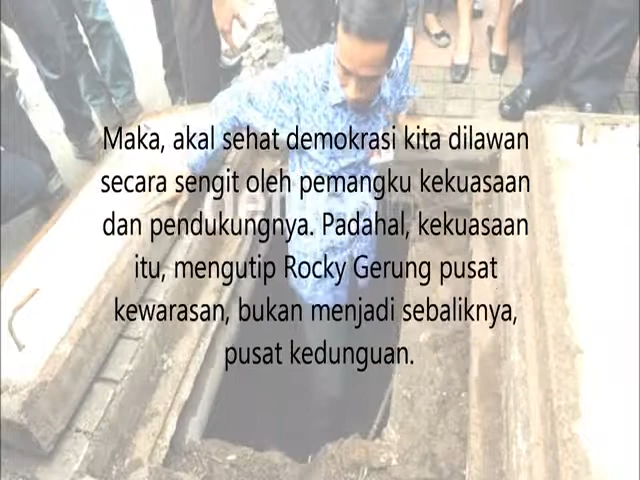 Maka, akal sehat demokrasi kita dilawan
secara sengit oleh pemangku kekuasaan
dan pendukungnya. Padahal, kekuasaan
itu, mengutip Rocky Gerung pusat
kewarasan, bukan menjadi sebaliknya,
pusat kedunguan.